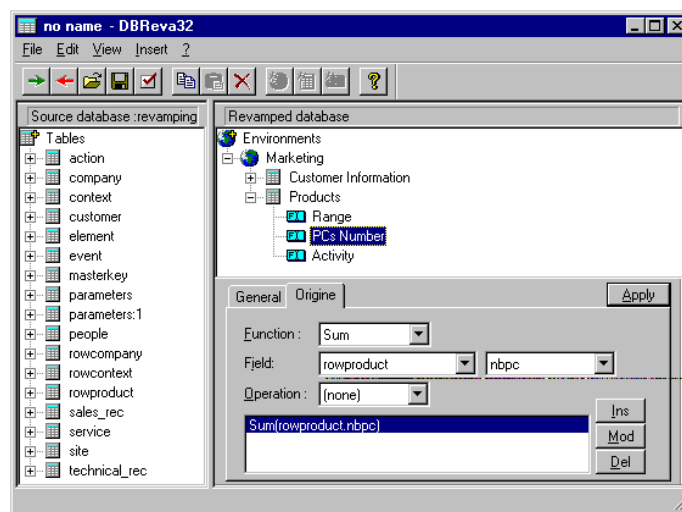 no name - DBReva32
File Edit View Insert ?
Source database :revamping
Tables
action
company
context
customer
element
event
masterkey
parameters
parameters:1
people
rowcompany
rowcontext
rowproduct
sales_rec
service
site
technical_rec
Revamped database
Environments
Marketing
Customer Information
Products
Range
PCs Number
Activity
General Origine
Apply
Function : Sum
Field: rowproduct nbpc
Operation : (none)
Sum(rowproduct.nbpc)
Ins
Mod
Del